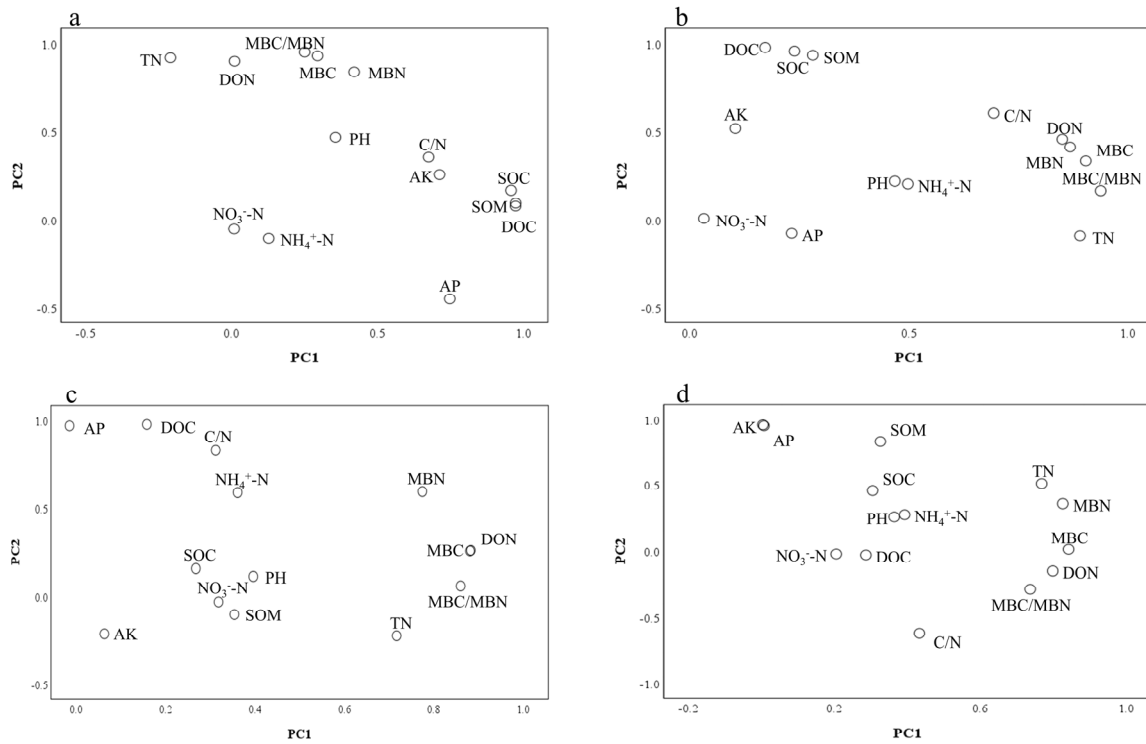 a
1.0
0.5
0.0
-0.5
PC2
-0.5
0.0
0.5
1.0
PC1
TN
DON
MBC/MBN
MBC
MBN
PH
C/N
AK
SOC
SOM
DOC
NO₃⁻-N
NH₄⁺-N
AP
b
1.0
0.5
0.0
-0.5
PC2
0.0
0.5
1.0
PC1
DOC
SOC
SOM
AK
C/N
DON
MBN
MBC
MBC/MBN
PH
NH₄⁺-N
NO₃⁻-N
AP
TN
c
1.0
0.5
0.0
-0.5
PC2
0.0
0.2
0.4
0.6
0.8
1.0
PC1
AP
DOC
C/N
NH₄⁺-N
MBN
SOC
PH
NO₃⁻-N
SOM
AK
MBC
DON
MBC/MBN
TN
d
1.0
0.5
0.0
-0.5
-1.0
PC2
-0.2
0.2
0.4
0.6
0.8
1.0
PC1
AK
AP
SOM
SOC
PH
NH₄⁺-N
NO₃⁻-N
DOC
TN
MBN
MBC
DON
MBC/MBN
C/N